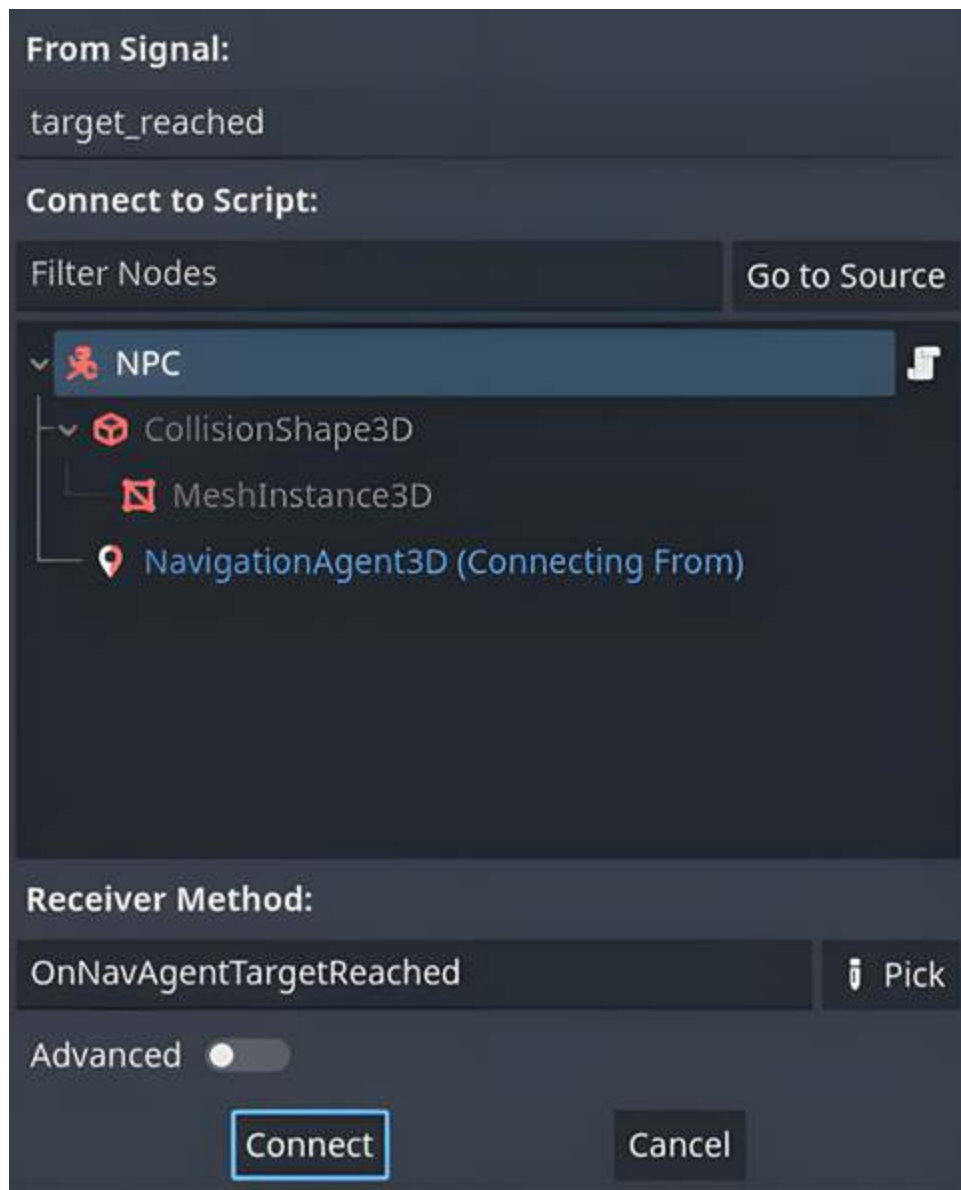 From Signal:
target_reached
Connect to Script:
Filter Nodes
Go to Source
NPC
CollisionShape3D
MeshInstance3D
NavigationAgent3D (Connecting From)
Receiver Method:
OnNavAgentTargetReached
Pick
Advanced
Connect
Cancel